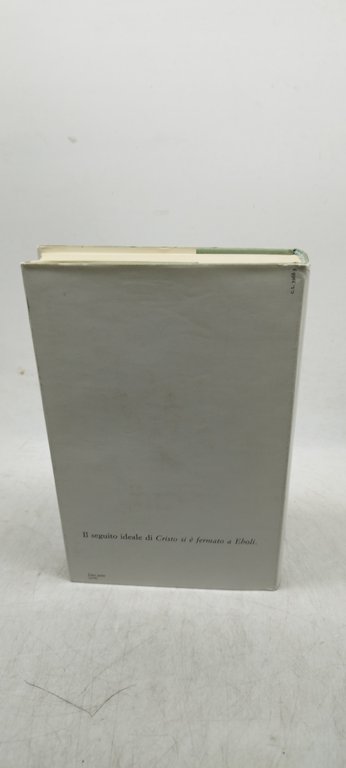 Il seguito ideale di Cristo si è fermato a Eboli.